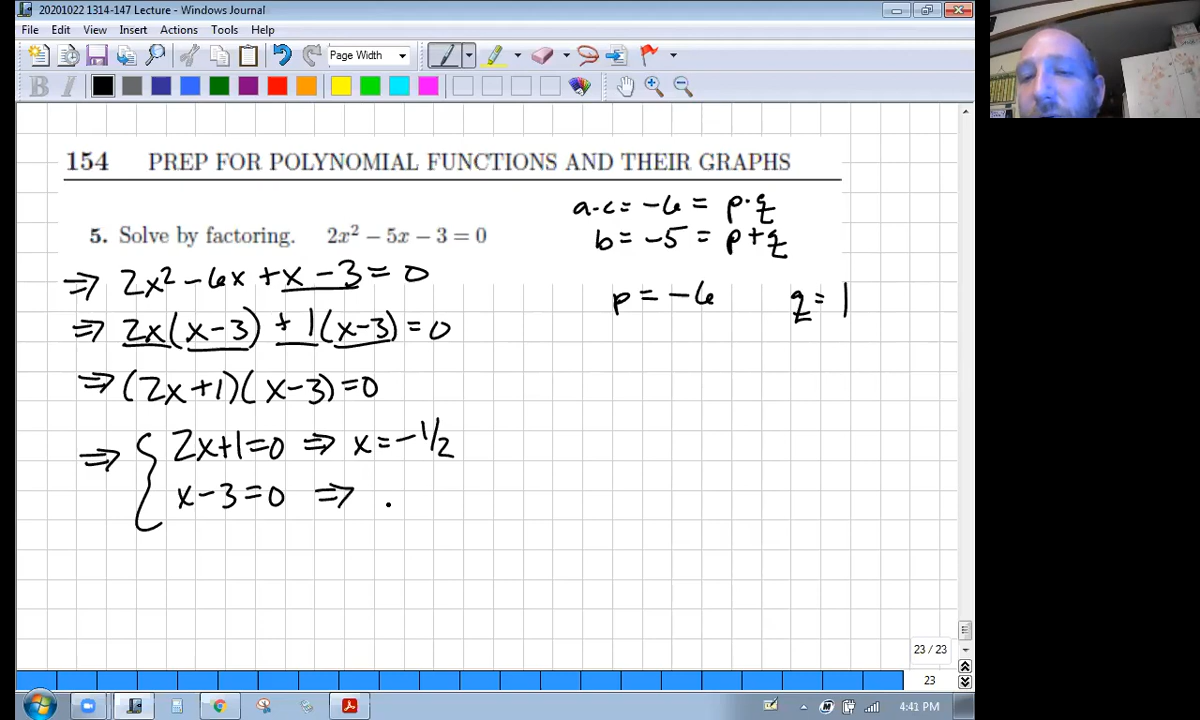 20201022 1314-147 Lecture - Windows Journal
File Edit View Insert Actions Tools Help
Page Width
B I
154 PREP FOR POLYNOMIAL FUNCTIONS AND THEIR GRAPHS
a·c = -6 = p·q
5. Solve by factoring. 2x² − 5x − 3 = 0
b = -5 = p+q
⇒ 2x² - 6x + x - 3 = 0
p = -6 q = 1
⇒ 2x(x-3) + 1(x-3) = 0
⇒ (2x+1)(x-3) = 0
⇒ { 2x+1=0 ⇒ x = -1/2
x-3=0 ⇒ .
23 / 23
23
4:41 PM